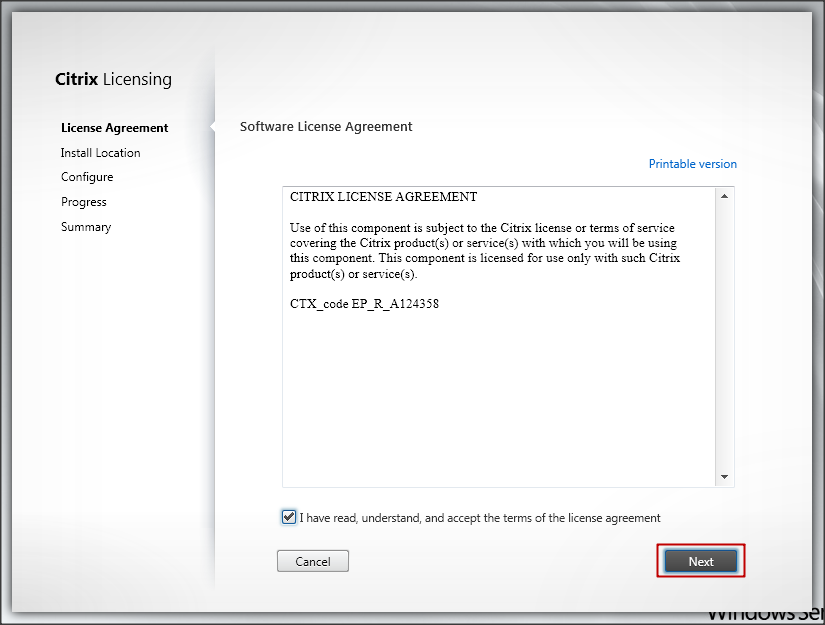 Citrix Licensing
License Agreement
Install Location
Configure
Progress
Summary
Software License Agreement
Printable version
CITRIX LICENSE AGREEMENT
Use of this component is subject to the Citrix license or terms of service
covering the Citrix product(s) or service(s) with which you will be using
this component. This component is licensed for use only with such Citrix
product(s) or service(s).
CTX_code EP_R_A124358
I have read, understand, and accept the terms of the license agreement
Cancel
Next